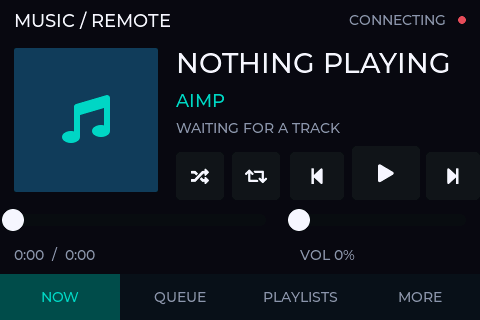 MUSIC / REMOTE
CONNECTING
NOTHING PLAYING
AIMP
WAITING FOR A TRACK
0:00 / 0:00
VOL 0%
NOW
QUEUE
PLAYLISTS
MORE